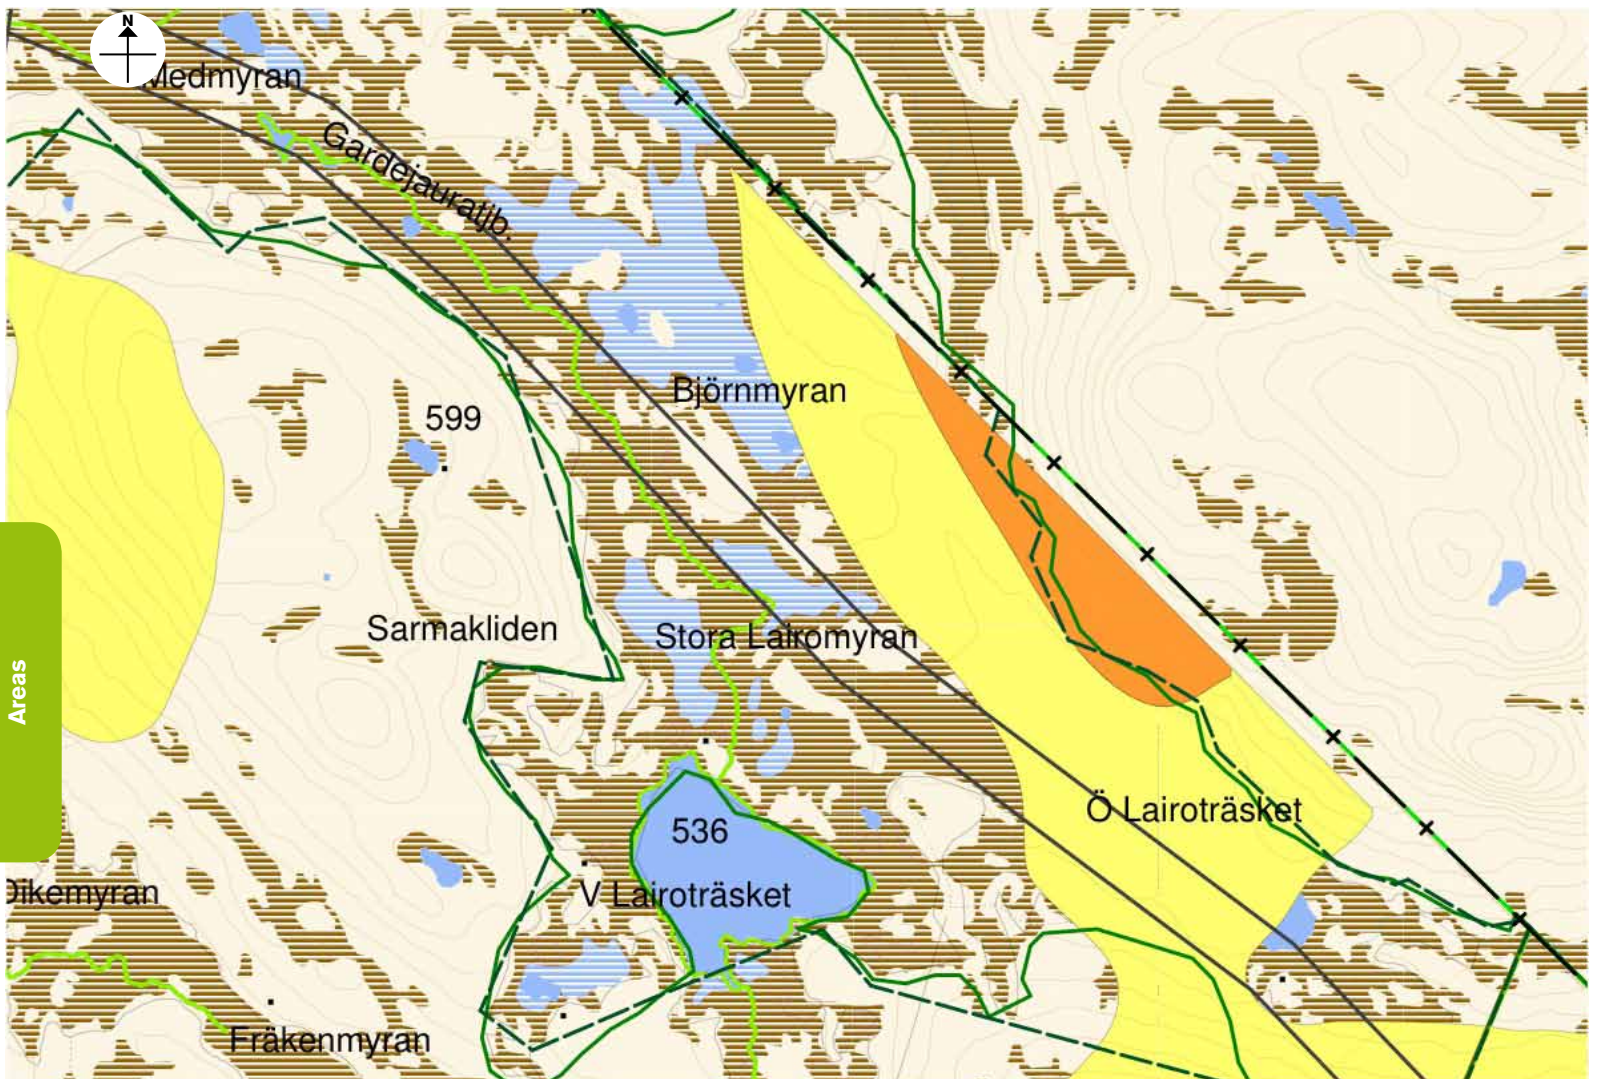 N
Medmyran
Gardejauratjb.
Björnmyran
599
Sarmakliden
Stora Lairomyran
Areas
Ö Lairoträsket
536
V Lairoträsket
Dikemyran
Fräkenmyran